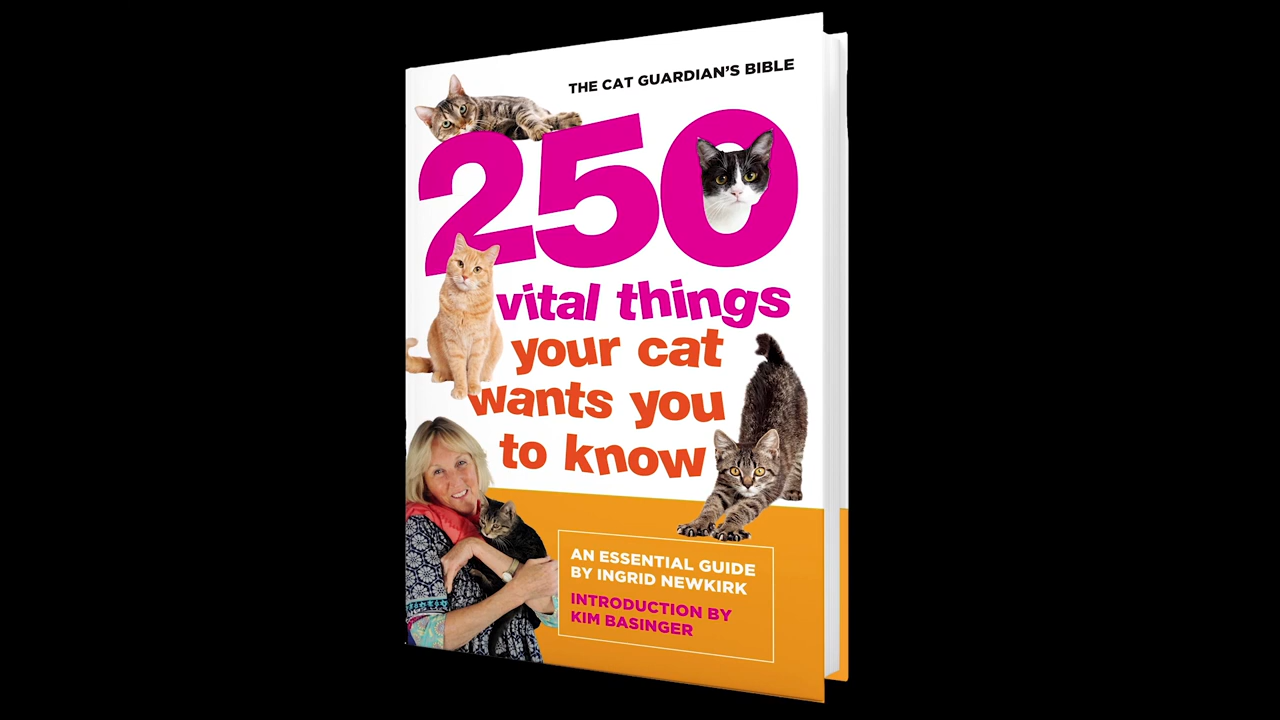 THE CAT GUARDIAN'S BIBLE
250
vital things
your cat
wants you
to know
AN ESSENTIAL GUIDE
BY INGRID NEWKIRK
INTRODUCTION BY
KIM BASINGER